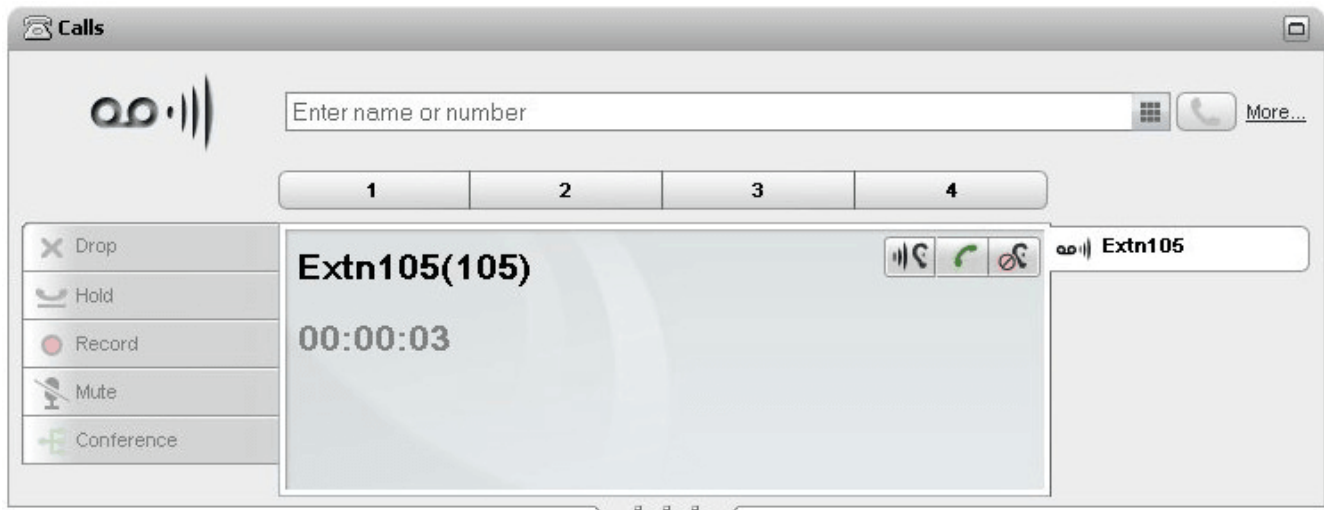 Calls
Enter name or number
More...
1 2 3 4
Drop
Extn105(105)
Extn105
Hold
00:00:03
Record
Mute
Conference